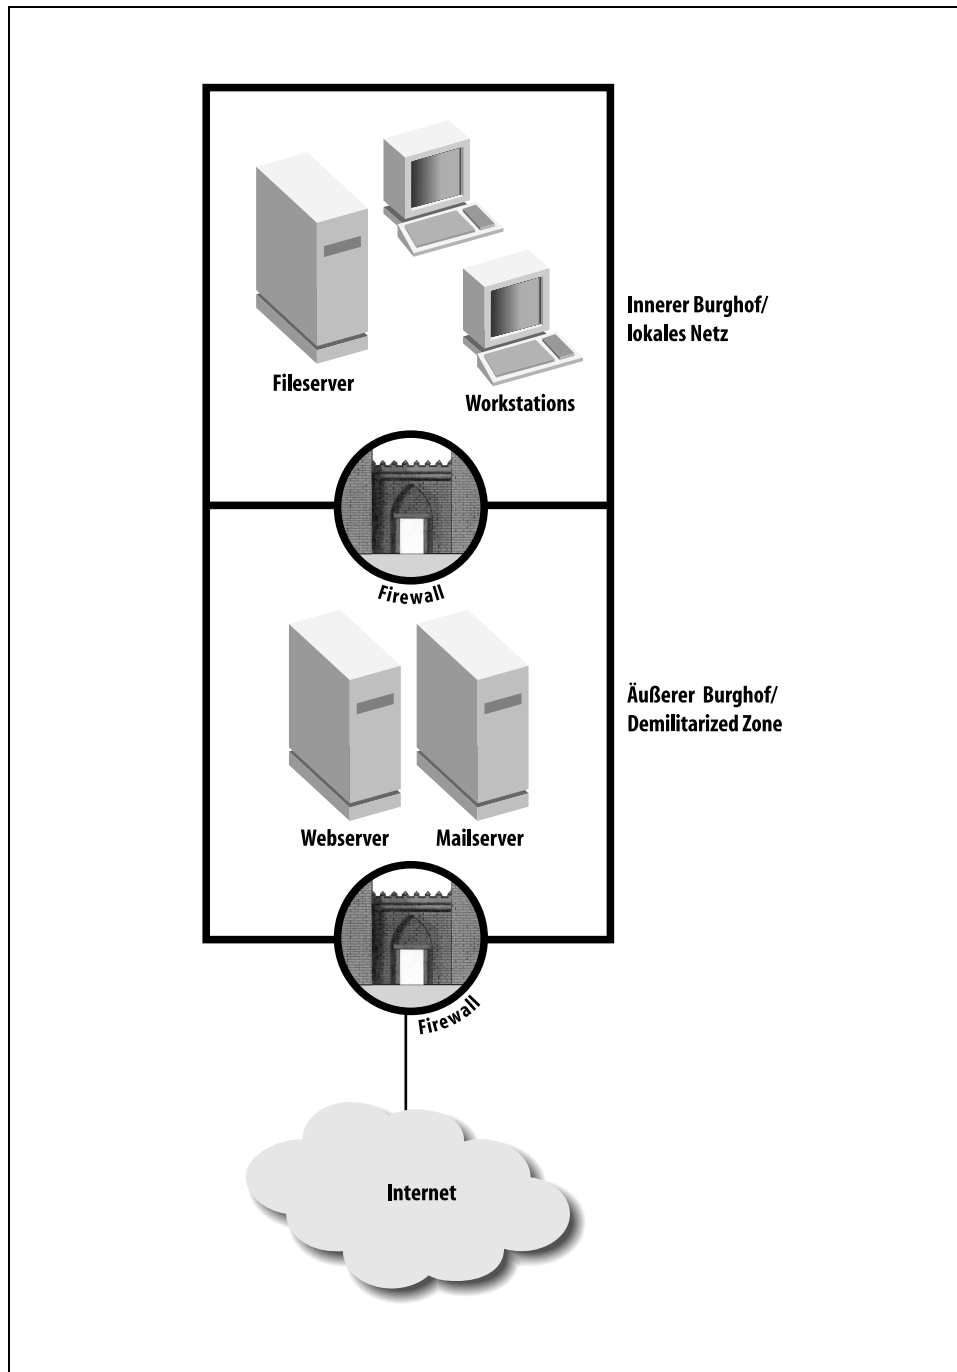 Innerer Burghof/
lokales Netz
Fileserver
Workstations
Firewall
Äußerer Burghof/
Demilitarized Zone
Webserver
Mailserver
Firewall
Internet